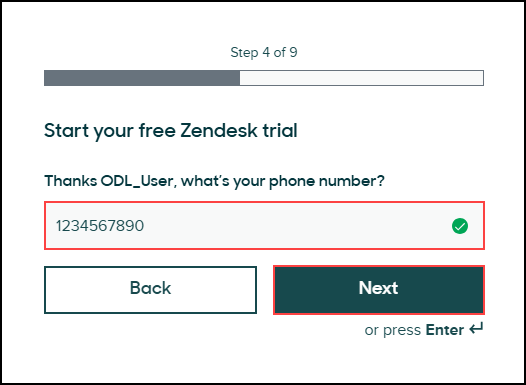 Step 4 of 9
Start your free Zendesk trial
Thanks ODL_User, what's your phone number?
1234567890
Back
Next
or press Enter ↵